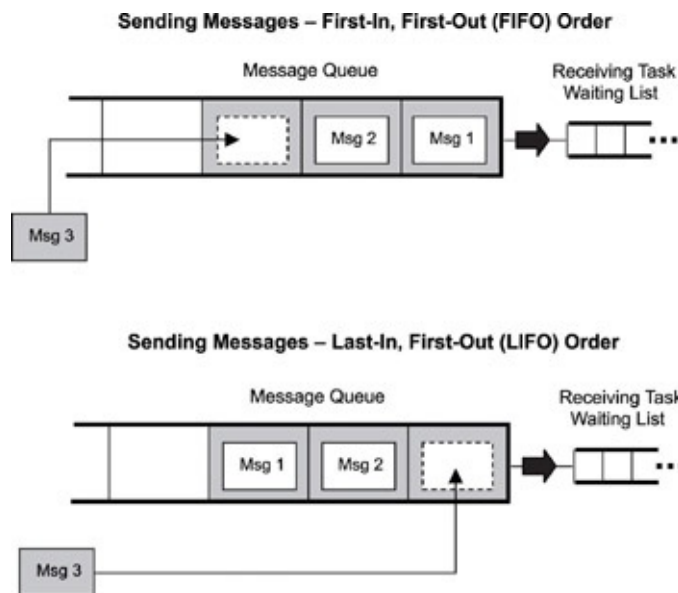 Sending Messages – First-In, First-Out (FIFO) Order
Message Queue
Receiving Task
Waiting List
Msg 2
Msg 1
Msg 3
Sending Messages – Last-In, First-Out (LIFO) Order
Message Queue
Receiving Task
Waiting List
Msg 1
Msg 2
Msg 3